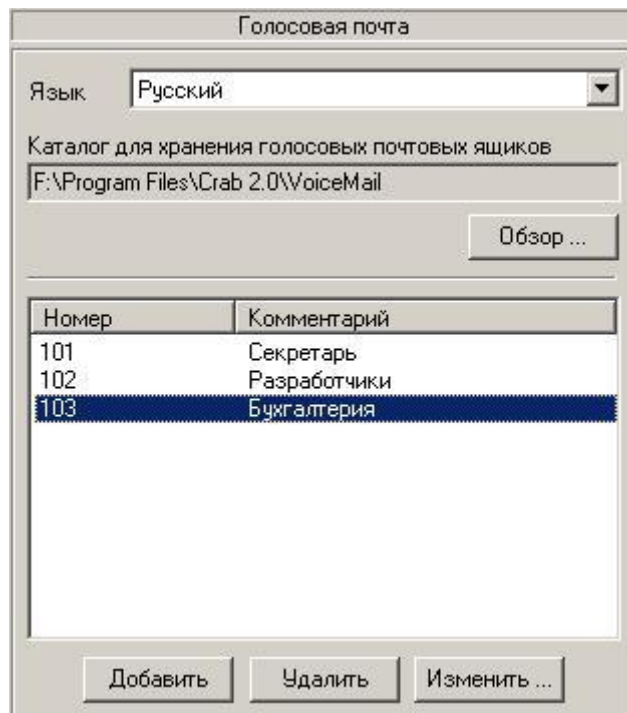 Голосовая почта
Язык Русский
Каталог для хранения голосовых почтовых ящиков
F:\Program Files\Crab 2.0\VoiceMail
Обзор ...
Номер Комментарий
101 Секретарь
102 Разработчики
103 Бухгалтерия
Добавить Удалить Изменить ...